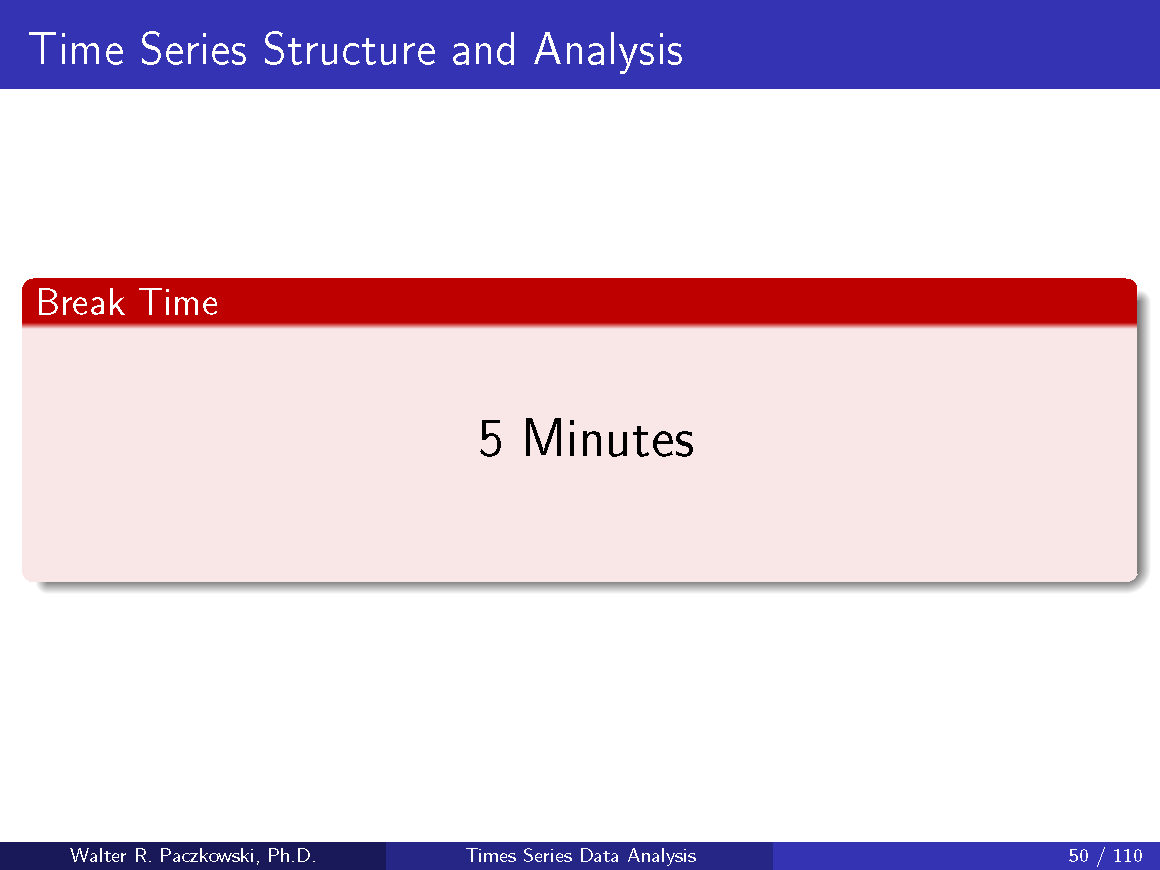 Time Series Structure and Analysis
Break Time
5 Minutes
Walter R. Paczkowski, Ph.D.
Times Series Data Analysis
50 / 110